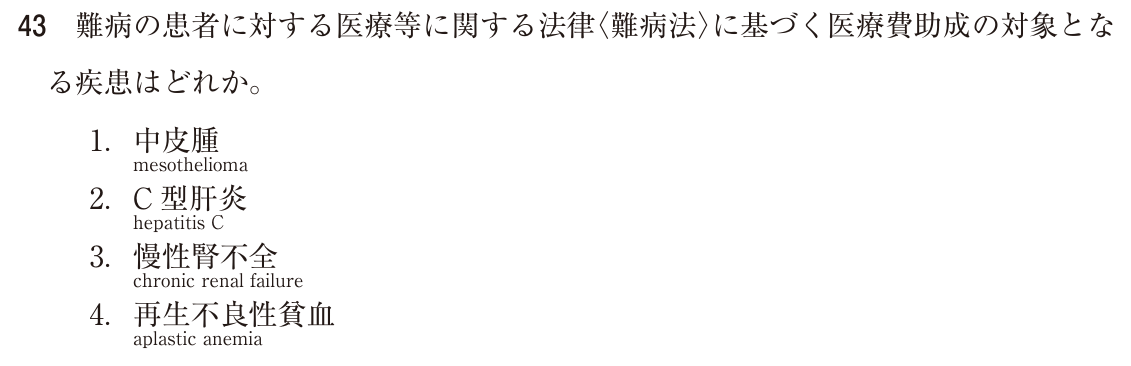 43 難病の患者に対する医療等に関する法律〈難病法〉に基づく医療費助成の対象とな
る疾患はどれか。
1. 中皮腫
mesothelioma
2. C 型肝炎
hepatitis C
3. 慢性腎不全
chronic renal failure
4. 再生不良性貧血
aplastic anemia